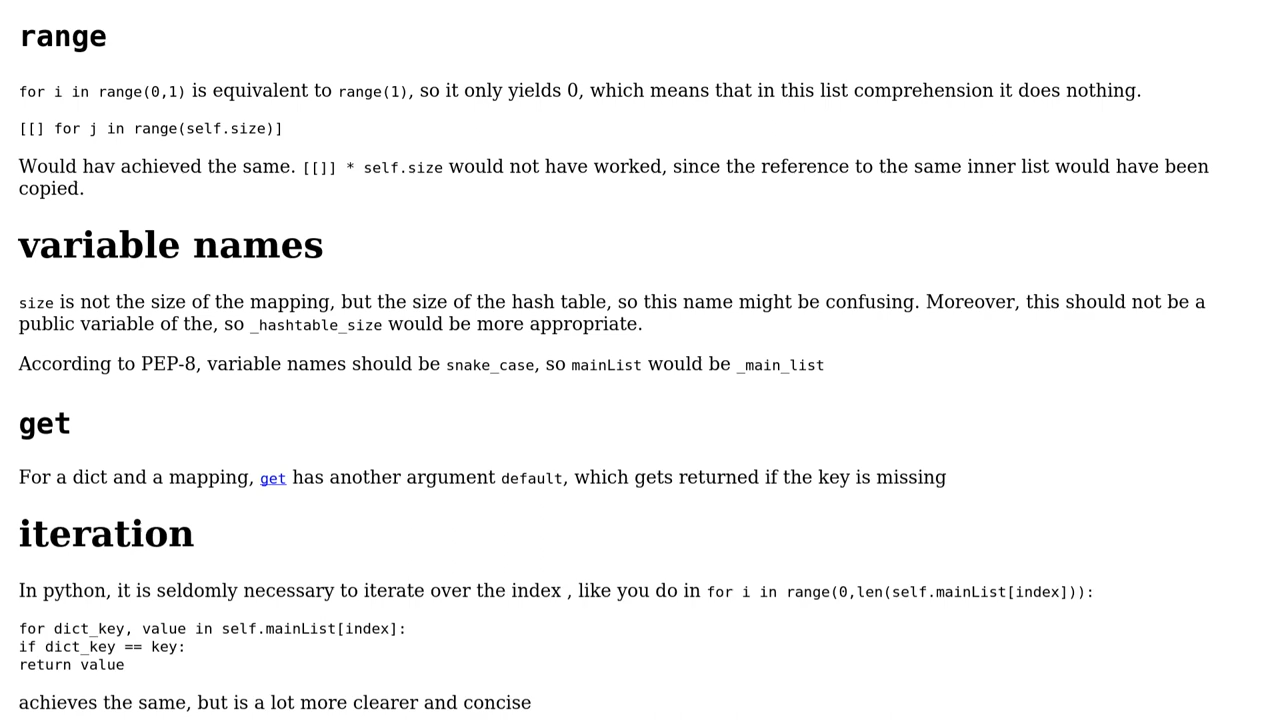 range
for i in range(0,1) is equivalent to range(1), so it only yields 0, which means that in this list comprehension it does nothing.
[[] for j in range(self.size)]
Would hav achieved the same. [[]] * self.size would not have worked, since the reference to the same inner list would have been
copied.
variable names
size is not the size of the mapping, but the size of the hash table, so this name might be confusing. Moreover, this should not be a
public variable of the, so _hashtable_size would be more appropriate.
According to PEP-8, variable names should be snake_case, so mainList would be _main_list
get
For a dict and a mapping, get has another argument default, which gets returned if the key is missing
iteration
In python, it is seldomly necessary to iterate over the index , like you do in for i in range(0,len(self.mainList[index])):
for dict_key, value in self.mainList[index]:
if dict_key == key:
return value
achieves the same, but is a lot more clearer and concise